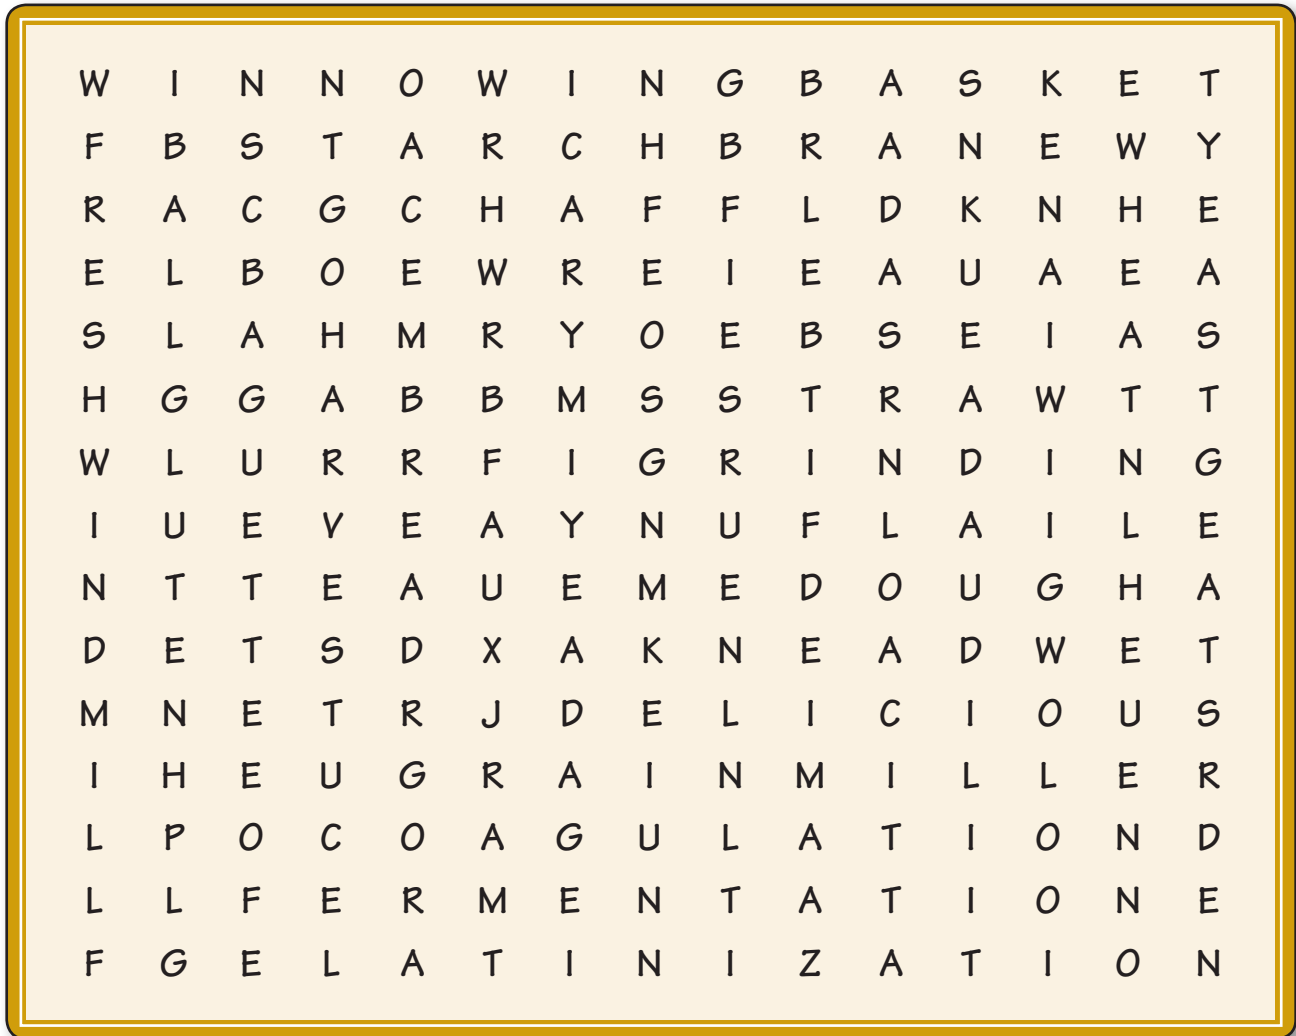 W I N N O W I N G B A S K E T
F B S T A R C H B R A N E W Y
R A C G C H A F F L D K N H E
E L B O E W R E I E A U A E A
S L A H M R Y O E B S E I A S
H G G A B B M S S T R A W T T
W L U R R F I G R I N D I N G
I U E V E A Y N U F L A I L E
N T T E A U E M E D O U G H A
D E T S D X A K N E A D W E T
M N E T R J D E L I C I O U S
I H E U G R A I N M I L L E R
L P O C O A G U L A T I O N D
L L F E R M E N T A T I O N E
F G E L A T I N I Z A T I O N